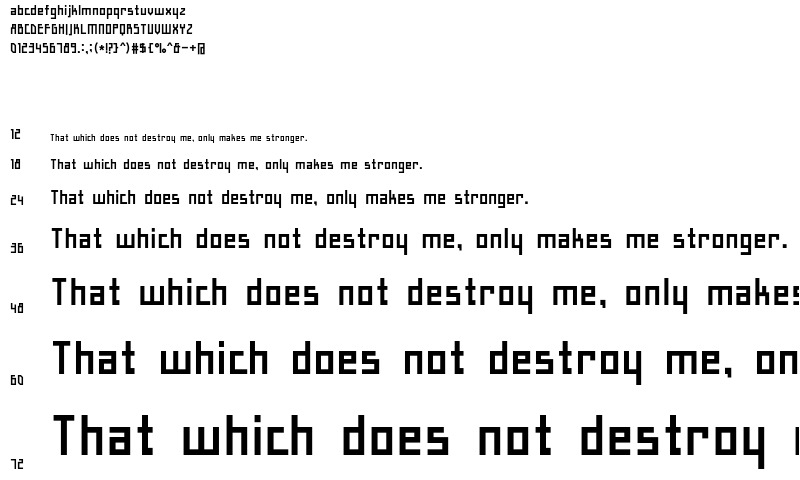 abcdefghijklmnopqrstuvwxyz
ABCDEFGHIJKLMNOPQRSTUVWXYZ
0123456789.:,;(*!?}^)#${%^&-+@
12 That which does not destroy me, only makes me stronger.
18 That which does not destroy me, only makes me stronger.
24 That which does not destroy me, only makes me stronger.
36 That which does not destroy me, only makes me stronger.
48 That which does not destroy me, only makes
60 That which does not destroy me, on
72 That which does not destroy